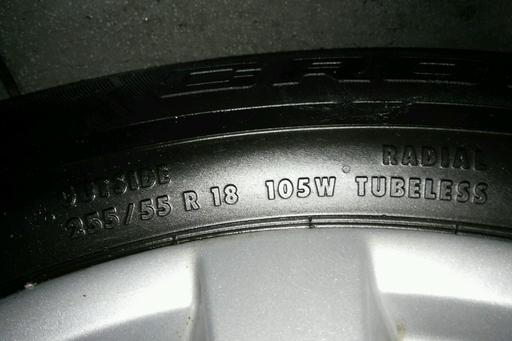 OUTSIDE
RADIAL
255/55 R 18 105W TUBELESS